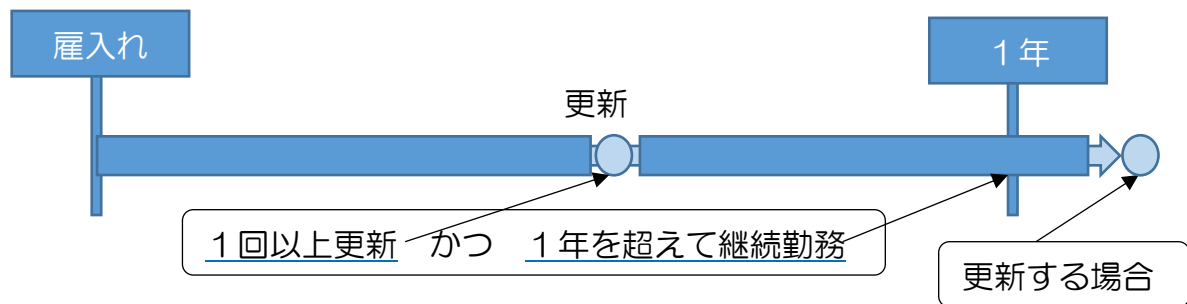 雇入れ
１年
更新
１回以上更新　かつ　１年を超えて継続勤務
更新する場合